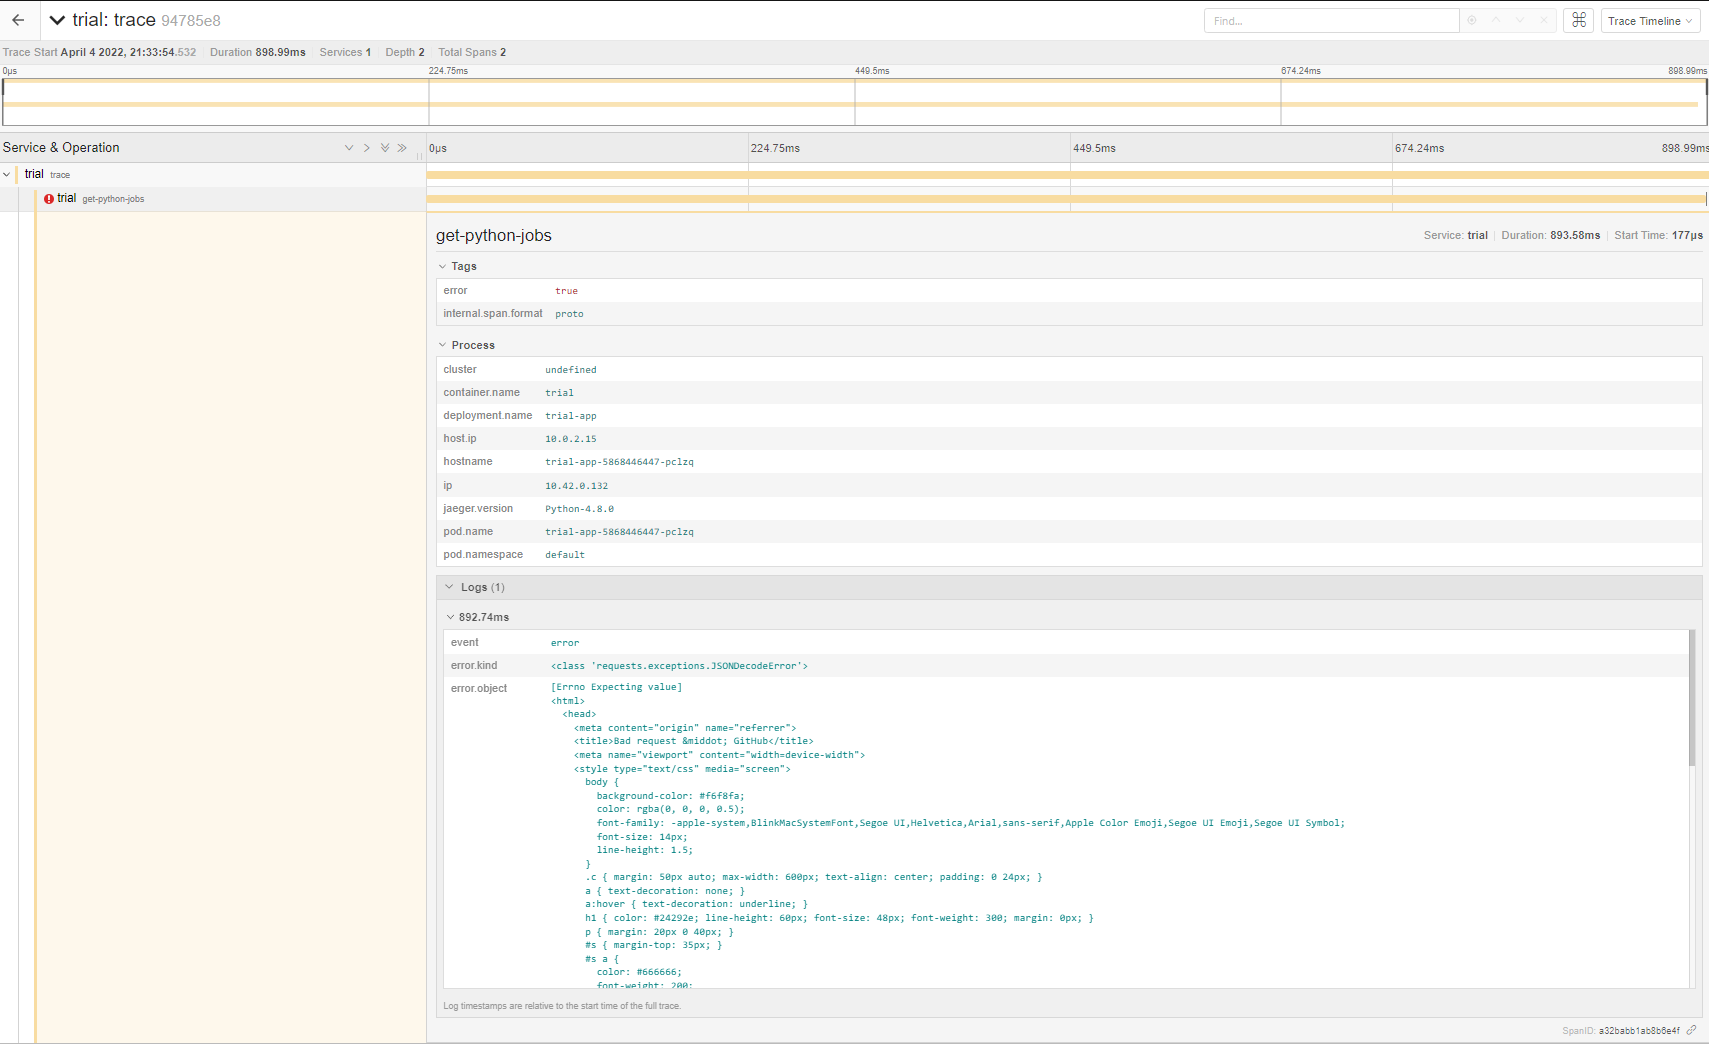 trial: trace 94785e8
Find...
Trace Timeline
Trace Start April 4 2022, 21:33:54.532 Duration 898.99ms Services 1 Depth 2 Total Spans 2
0μs 224.75ms 449.5ms 674.24ms 898.99ms
Service & Operation
0μs 224.75ms 449.5ms 674.24ms 898.99ms
trial trace
trial get-python-jobs
get-python-jobs
Service: trial Duration: 893.58ms Start Time: 177μs
Tags
error true
internal.span.format proto
Process
cluster undefined
container.name trial
deployment.name trial-app
host.ip 10.0.2.15
hostname trial-app-5868446447-pclzq
ip 10.42.0.132
jaeger.version Python-4.8.0
pod.name trial-app-5868446447-pclzq
pod.namespace default
Logs (1)
892.74ms
event error
error.kind <class 'requests.exceptions.JSONDecodeError'>
error.object [Errno Expecting value]
<html>
<head>
<meta content="origin" name="referrer">
<title>Bad request &middot; GitHub</title>
<meta name="viewport" content="width=device-width">
<style type="text/css" media="screen">
body {
background-color: #f6f8fa;
color: rgba(0, 0, 0, 0.5);
font-family: -apple-system,BlinkMacSystemFont,Segoe UI,Helvetica,Arial,sans-serif,Apple Color Emoji,Segoe UI Emoji,Segoe UI Symbol;
font-size: 14px;
line-height: 1.5;
}
.c { margin: 50px auto; max-width: 600px; text-align: center; padding: 0 24px; }
a { text-decoration: none; }
a:hover { text-decoration: underline; }
h1 { color: #24292e; line-height: 60px; font-size: 48px; font-weight: 300; margin: 0px; }
p { margin: 20px 0 40px; }
#s { margin-top: 35px; }
#s a {
color: #666666;
font-weight: 200;
Log timestamps are relative to the start time of the full trace.
SpanID: a32babb1ab8b6e4f